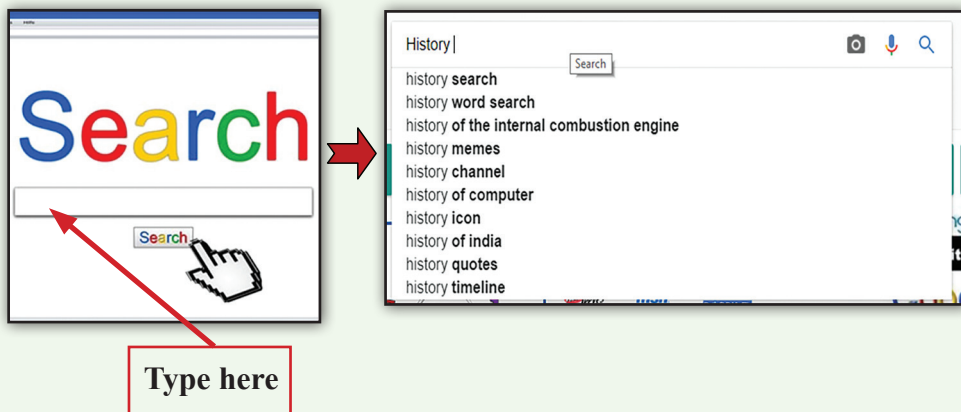 Search
Search
Type here
History
Search
history search
history word search
history of the internal combustion engine
history memes
history channel
history of computer
history icon
history of india
history quotes
history timeline